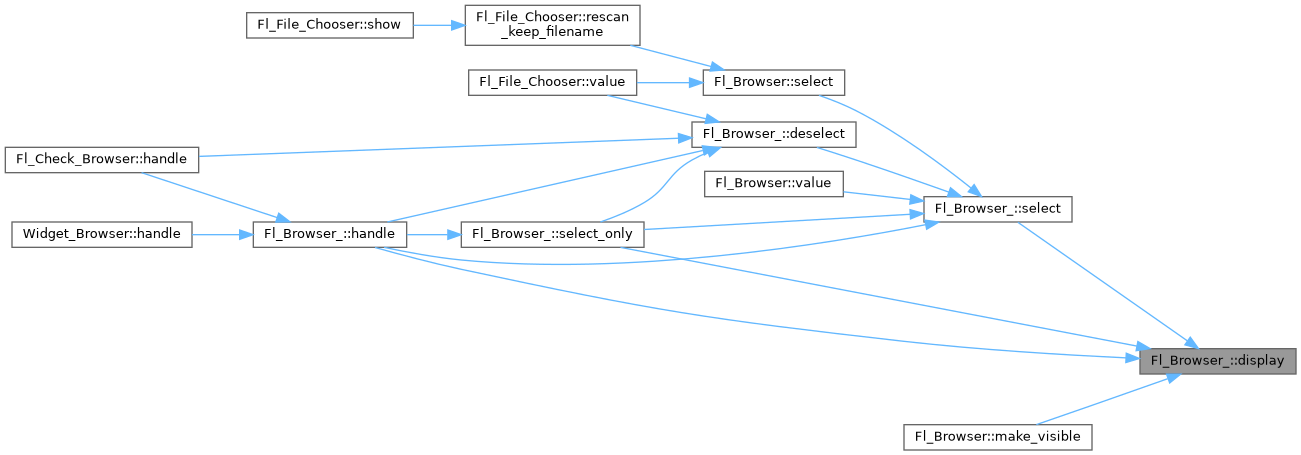 Fl_File_Chooser::show
Fl_File_Chooser::rescan
_keep_filename
Fl_File_Chooser::value
Fl_Browser::select
Fl_Browser_::deselect
Fl_Check_Browser::handle
Fl_Browser::value
Fl_Browser_::select
Widget_Browser::handle
Fl_Browser_::handle
Fl_Browser_::select_only
Fl_Browser_::display
Fl_Browser::make_visible